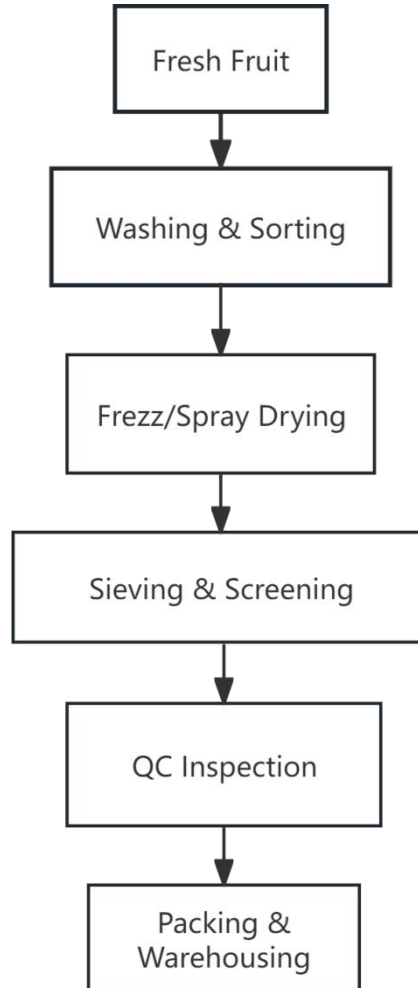 Fresh Fruit
Washing & Sorting
Frezz/Spray Drying
Sieving & Screening
QC Inspection
Packing &
Warehousing